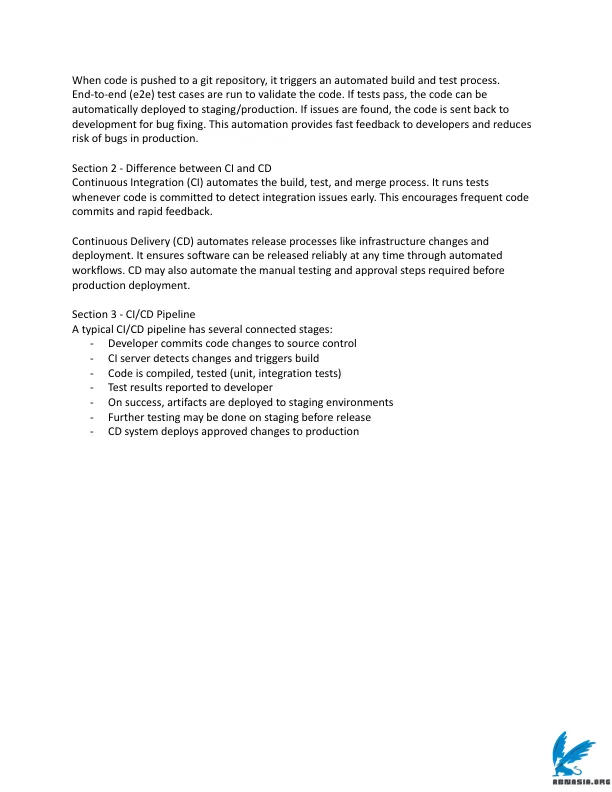 When code is pushed to a git repository, it triggers an automated build and test process.
End-to-end (e2e) test cases are run to validate the code. If tests pass, the code can be
automatically deployed to staging/production. If issues are found, the code is sent back to
development for bug fixing. This automation provides fast feedback to developers and reduces
risk of bugs in production.
Section 2 - Difference between CI and CD
Continuous Integration (CI) automates the build, test, and merge process. It runs tests
whenever code is committed to detect integration issues early. This encourages frequent code
commits and rapid feedback.
Continuous Delivery (CD) automates release processes like infrastructure changes and
deployment. It ensures software can be released reliably at any time through automated
workflows. CD may also automate the manual testing and approval steps required before
production deployment.
Section 3 - CI/CD Pipeline
A typical CI/CD pipeline has several connected stages:
- Developer commits code changes to source control
- CI server detects changes and triggers build
- Code is compiled, tested (unit, integration tests)
- Test results reported to developer
- On success, artifacts are deployed to staging environments
- Further testing may be done on staging before release
- CD system deploys approved changes to production
ABNASIA.ORG